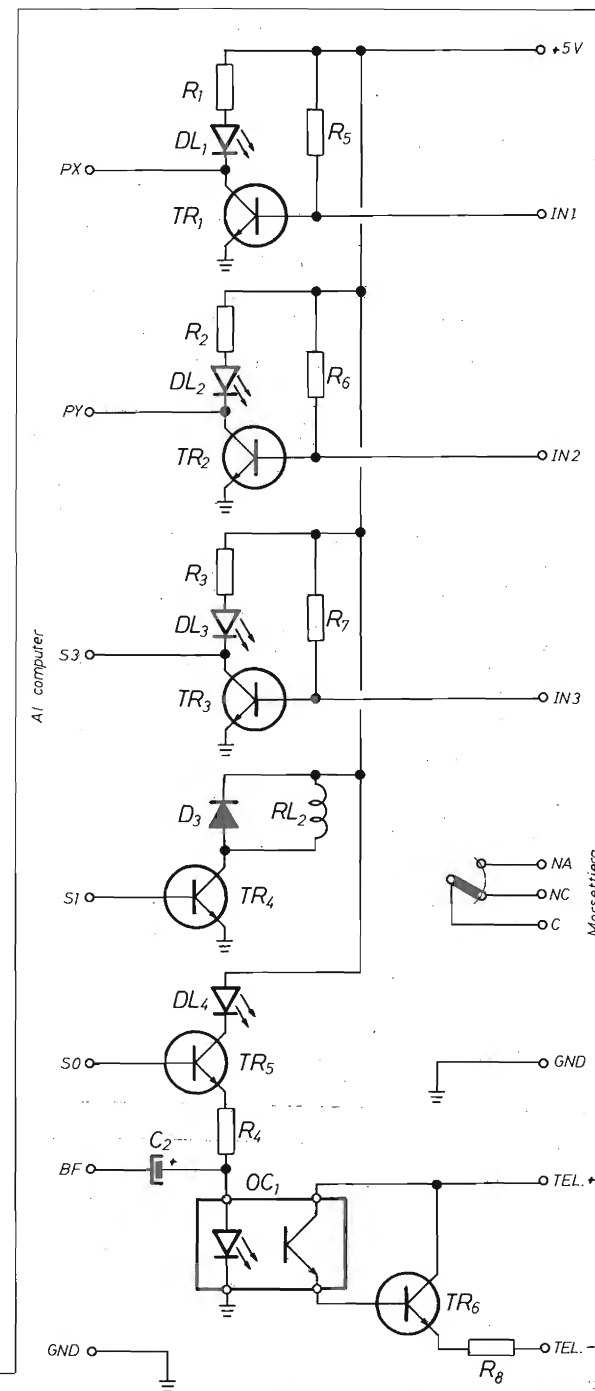 +5V
R1
DL1
R5
PX
TR1
IN1
R2
DL2
R6
PY
TR2
IN2
R3
DL3
R7
S3
TR3
IN3
Al computer
D3
RL2
S1
TR4
NA
NC
C
Morsettiera
DL4
S0
TR5
GND
R4
C2
+
BF
OC1
TEL.+
TR6
GND
R8
TEL.-